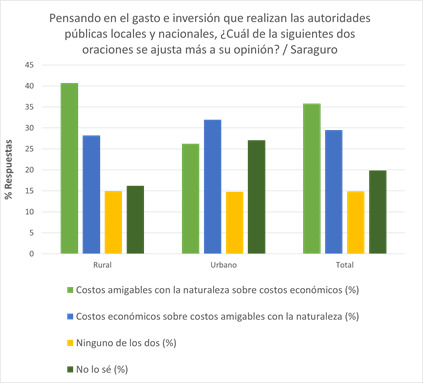 Pensando en el gasto e inversión que realizan las autoridades
públicas locales y nacionales, ¿Cuál de la siguientes dos
oraciones se ajusta más a su opinión? / Saraguro
45
40
35
30
25
20
15
10
5
0
% Respuestas
Rural Urbano Total
Costos amigables con la naturaleza sobre costos económicos (%)
Costos económicos sobre costos amigables con la naturaleza (%)
Ninguno de los dos (%)
No lo sé (%)